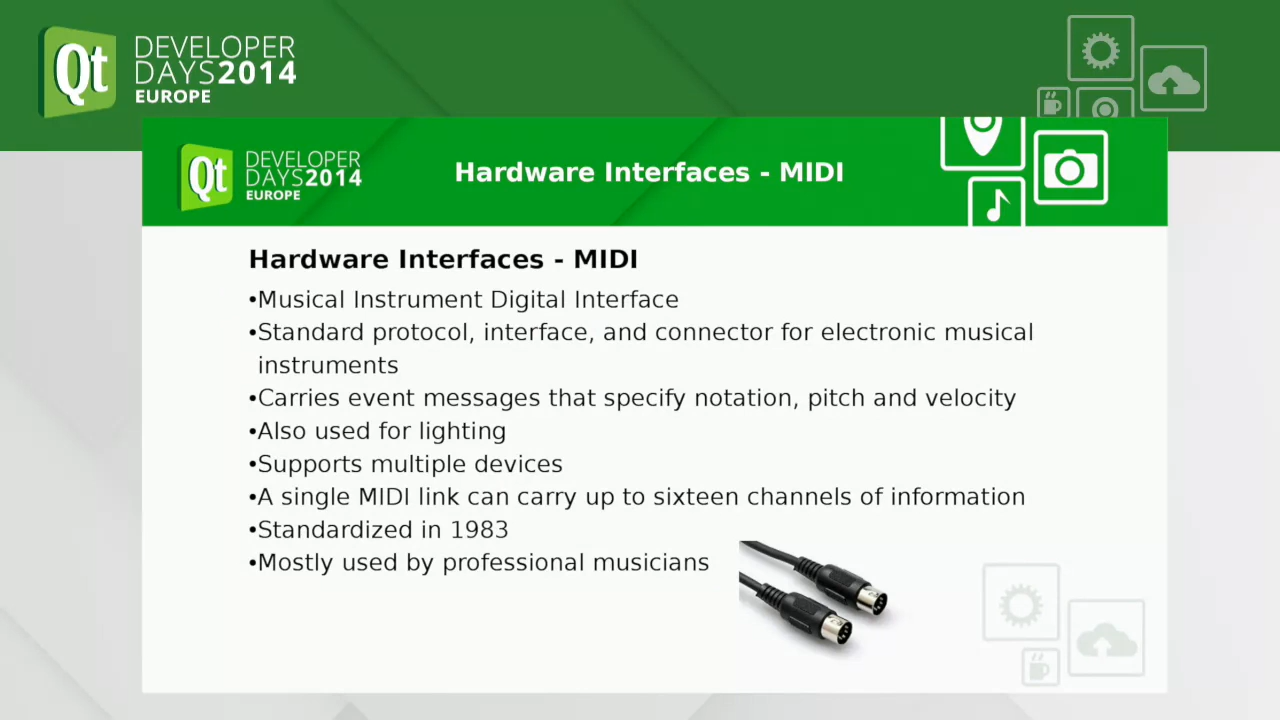 Qt
DEVELOPER
DAYS2014
EUROPE
Qt
DEVELOPER
DAYS2014
EUROPE
Hardware Interfaces - MIDI
Hardware Interfaces - MIDI
•Musical Instrument Digital Interface
•Standard protocol, interface, and connector for electronic musical
instruments
•Carries event messages that specify notation, pitch and velocity
•Also used for lighting
•Supports multiple devices
•A single MIDI link can carry up to sixteen channels of information
•Standardized in 1983
•Mostly used by professional musicians